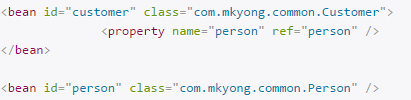 <bean id="customer" class="com.mkyong.common.Customer">
<property name="person" ref="person" />
</bean>
<bean id="person" class="com.mkyong.common.Person" />